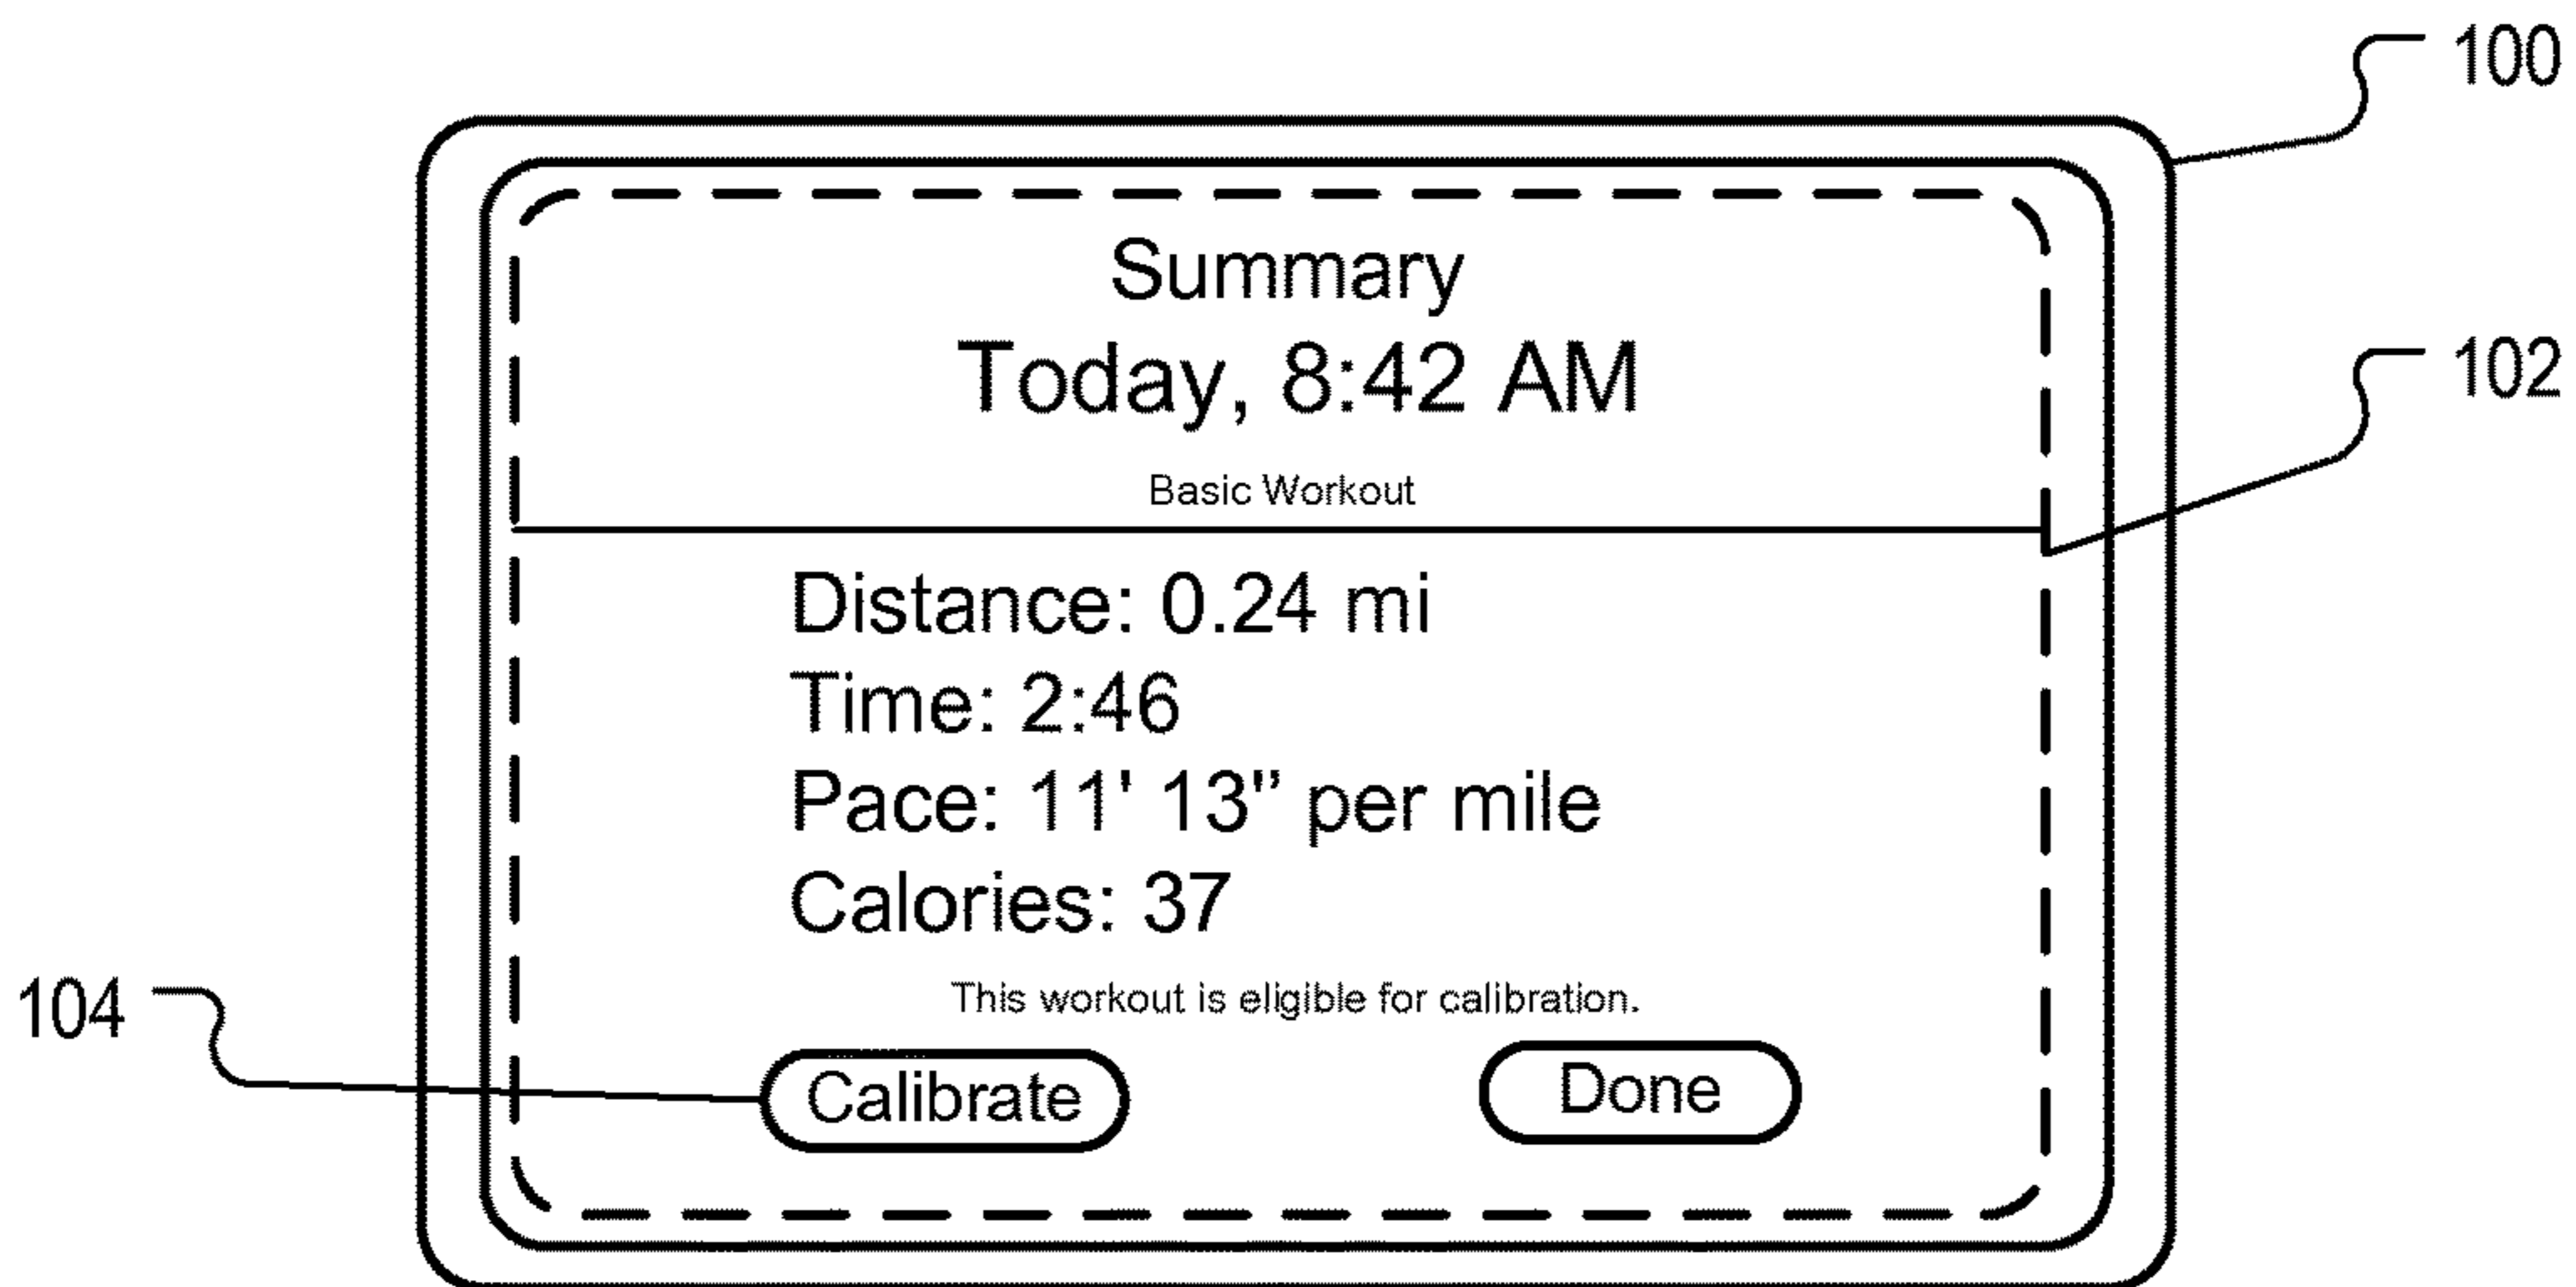 100
Summary
Today, 8:42 AM
102
Basic Workout
Distance: 0.24 mi
Time: 2:46
Pace: 11' 13" per mile
Calories: 37
This workout is eligible for calibration.
104
Calibrate
Done